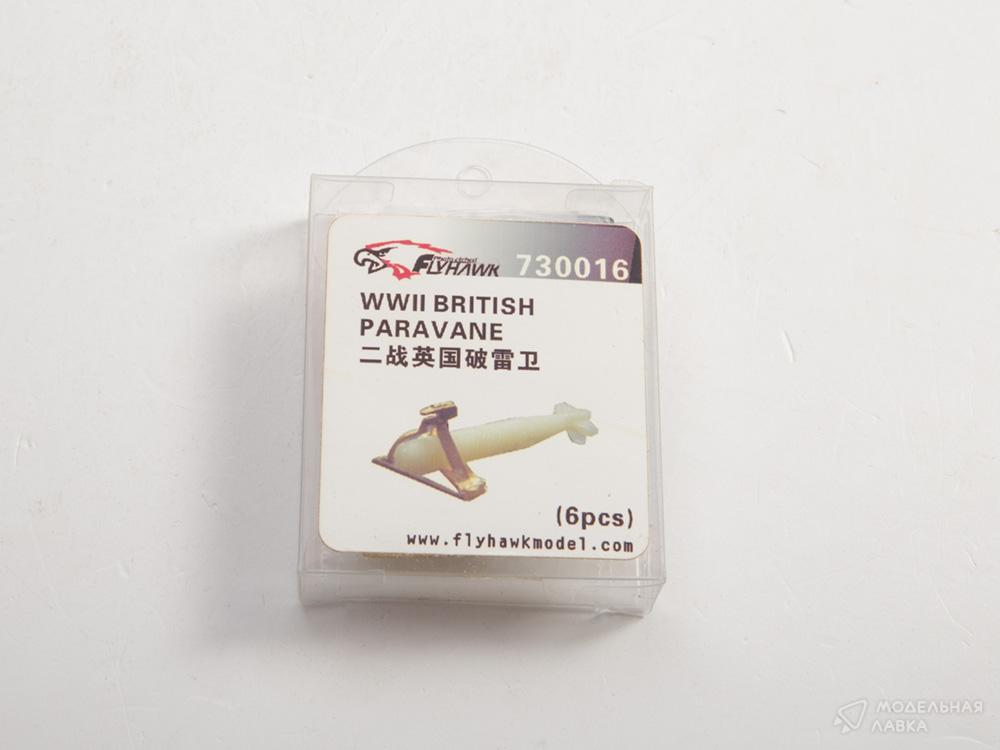 FLYHAWK 730016
WWII BRITISH
PARAVANE
二战英国破雷卫
(6pcs)
www.flyhawkmodel.com
МОДЕЛЬНАЯ
ЛАВКА